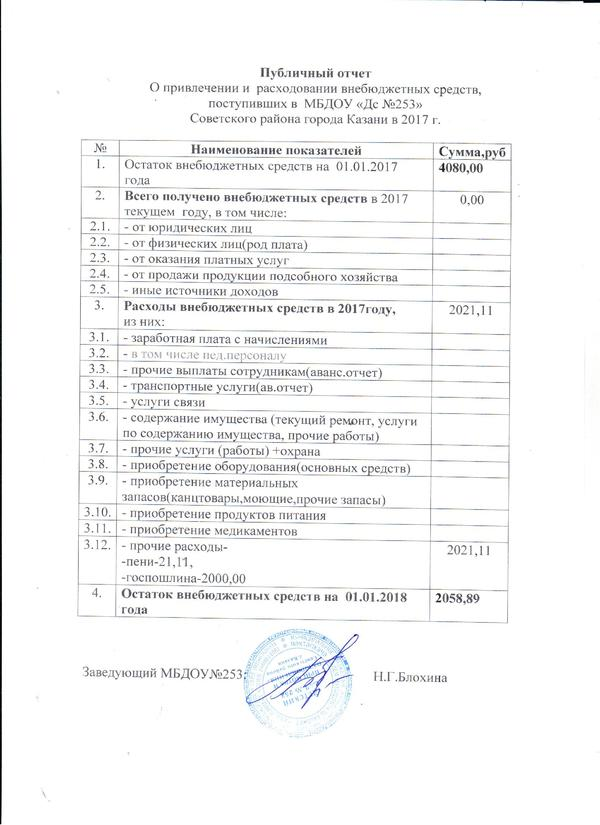 Публичный отчет
О привлечении и расходовании внебюджетных средств,
поступивших в МБДОУ «Дс №253»
Советского района города Казани в 2017 г.
№ Наименование показателей Сумма,руб
1. Остаток внебюджетных средств на 01.01.2017 4080,00
года
2. Всего получено внебюджетных средств в 2017 0,00
текущем году, в том числе:
2.1. - от юридических лиц
2.2. - от физических лиц(род плата)
2.3. - от оказания платных услуг
2.4. - от продажи продукции подсобного хозяйства
2.5. - иные источники доходов
3. Расходы внебюджетных средств в 2017году, 2021,11
из них:
3.1. - заработная плата с начислениями
3.2. - в том числе пед.персоналу
3.3. - прочие выплаты сотрудникам(аванс.отчет)
3.4. - транспортные услуги(ав.отчет)
3.5. - услуги связи
3.6. - содержание имущества (текущий ремонт, услуги
по содержанию имущества, прочие работы)
3.7. - прочие услуги (работы) +охрана
3.8. - приобретение оборудования(основных средств)
3.9. - приобретение материальных
запасов(канцтовары,моющие,прочие запасы)
3.10. - приобретение продуктов питания
3.11. - приобретение медикаментов
3.12. - прочие расходы- 2021,11
-пени-21,11,
-госпошлина-2000,00
4. Остаток внебюджетных средств на 01.01.2018 2058,89
года
Заведующий МБДОУ№253: Н.Г.Блохина